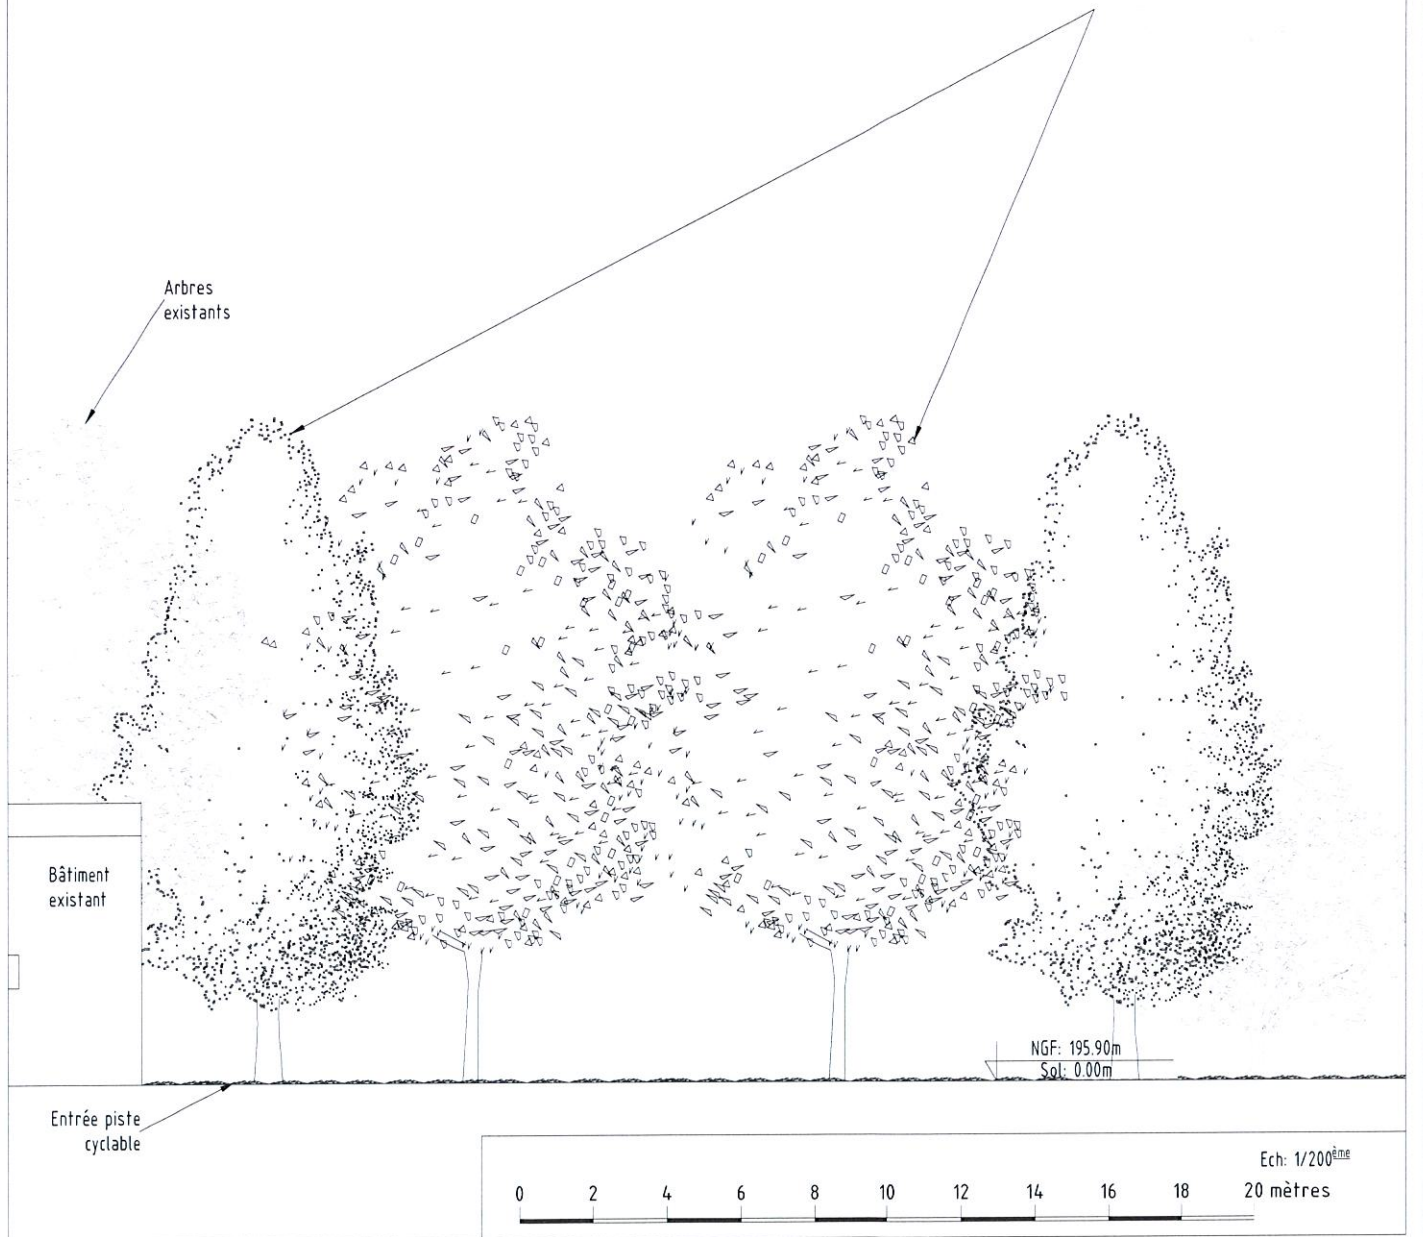 Arbres
existants
Bâtiment
existant
NGF: 195.90m
Sol: 0.00m
Entrée piste
cyclable
Ech: 1/200ème
0 2 4 6 8 10 12 14 16 18 20 mètres